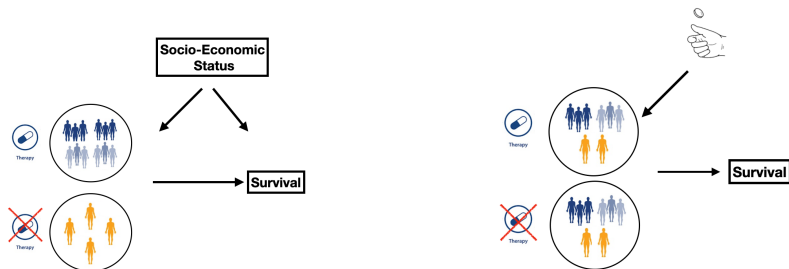 Socio-Economic
Status
Therapy
Survival
Therapy
Therapy
Survival
Therapy